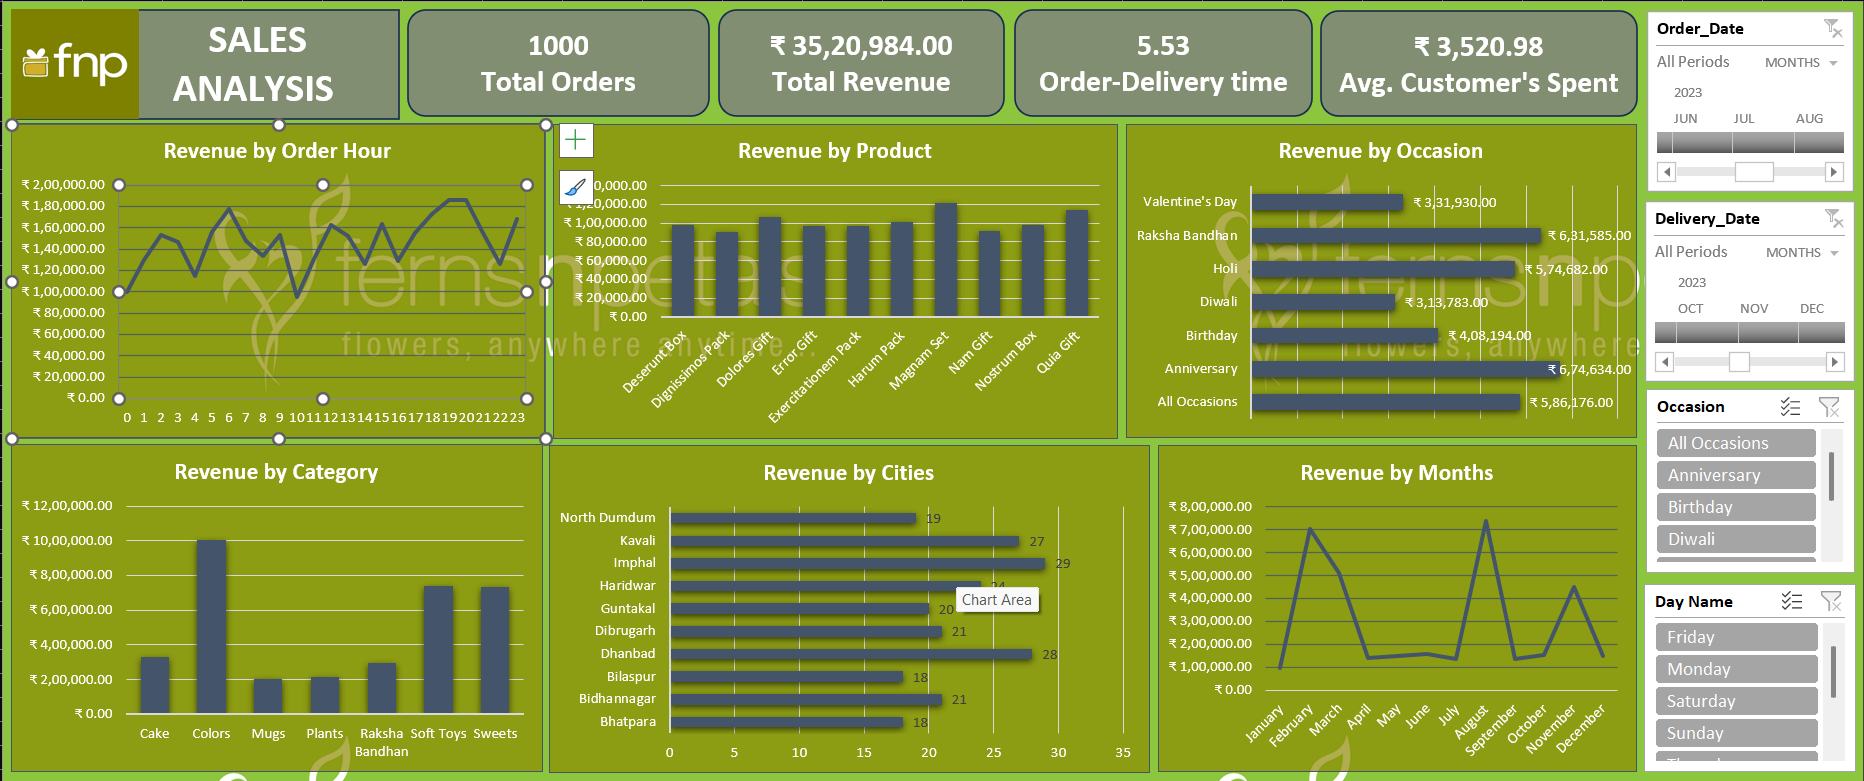 fnp
SALES
ANALYSIS
1000
Total Orders
₹ 35,20,984.00
Total Revenue
5.53
Order-Delivery time
₹ 3,520.98
Avg. Customer's Spent
Order_Date
All Periods MONTHS
2023
JUN JUL AUG
Delivery_Date
All Periods MONTHS
2023
OCT NOV DEC
Occasion
All Occasions
Anniversary
Birthday
Diwali
Day Name
Friday
Monday
Saturday
Sunday
Revenue by Order Hour
₹ 2,00,000.00
₹ 1,80,000.00
₹ 1,60,000.00
₹ 1,40,000.00
₹ 1,20,000.00
₹ 1,00,000.00
₹ 80,000.00
₹ 60,000.00
₹ 40,000.00
₹ 20,000.00
₹ 0.00
0 1 2 3 4 5 6 7 8 9 10 11 12 13 14 15 16 17 18 19 20 21 22 23
fernsnpetals
flowers, anywhere anytime...
Revenue by Product
0,000.00
1,20,000.00
₹ 1,00,000.00
₹ 80,000.00
₹ 60,000.00
₹ 40,000.00
₹ 20,000.00
₹ 0.00
Deserunt Box
Dignissimos Pack
Dolores Gift
Error Gift
Exercitationem Pack
Harum Pack
Magnam Set
Nam Gift
Nostrum Box
Quia Gift
Revenue by Occasion
Valentine's Day ₹ 3,31,930.00
Raksha Bandhan ₹ 6,31,585.00
Holi ₹ 5,74,682.00
Diwali ₹ 3,13,783.00
Birthday ₹ 4,08,194.00
Anniversary ₹ 6,74,634.00
All Occasions ₹ 5,86,176.00
fernsnpe
flowers, anywhere
Revenue by Category
₹ 12,00,000.00
₹ 10,00,000.00
₹ 8,00,000.00
₹ 6,00,000.00
₹ 4,00,000.00
₹ 2,00,000.00
₹ 0.00
Cake Colors Mugs Plants Raksha Bandhan Soft Toys Sweets
Revenue by Cities
North Dumdum 19
Kavali 27
Imphal 29
Haridwar 24
Guntakal 20
Dibrugarh 21
Dhanbad 28
Bilaspur 18
Bidhannagar 21
Bhatpara 18
0 5 10 15 20 25 30 35
Chart Area
Revenue by Months
₹ 8,00,000.00
₹ 7,00,000.00
₹ 6,00,000.00
₹ 5,00,000.00
₹ 4,00,000.00
₹ 3,00,000.00
₹ 2,00,000.00
₹ 1,00,000.00
₹ 0.00
January
February
March
April
May
June
July
August
September
October
November
December